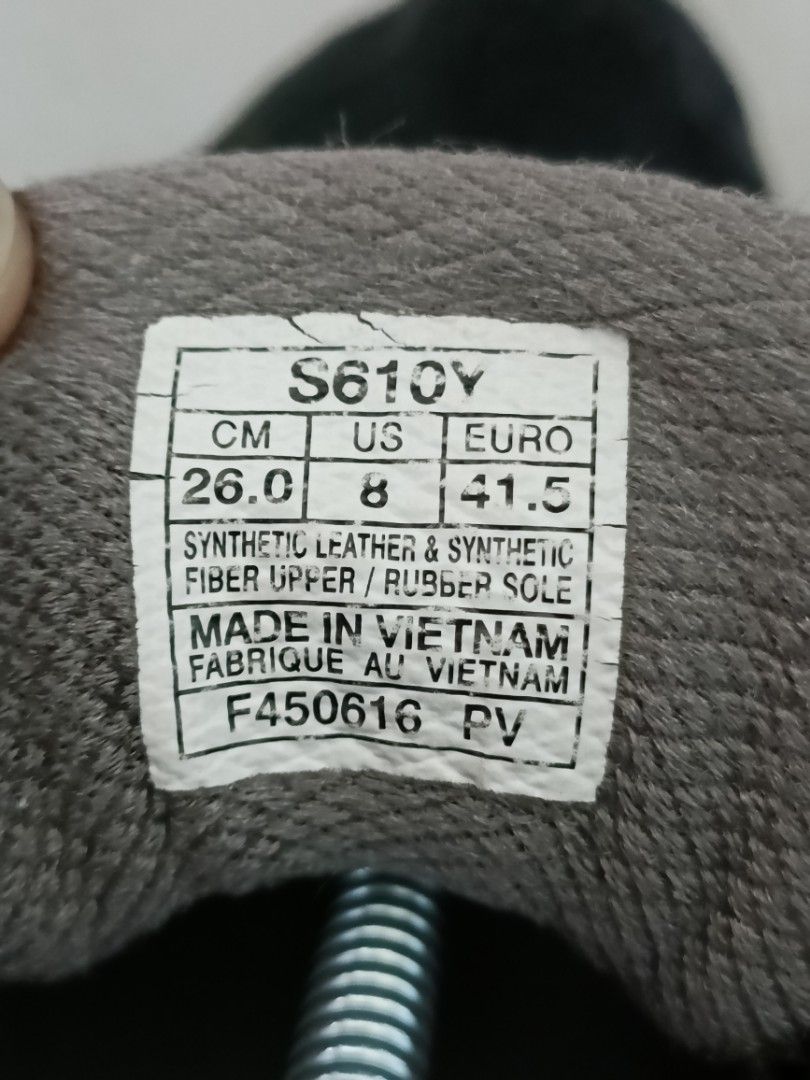 S610Y
CM US EURO
26.0 8 41.5
SYNTHETIC LEATHER & SYNTHETIC
FIBER UPPER / RUBBER SOLE
MADE IN VIETNAM
FABRIQUE AU VIETNAM
F450616 PV